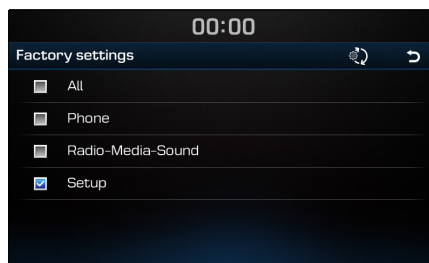 00:00
Factory settings
All
Phone
Radio-Media-Sound
Setup